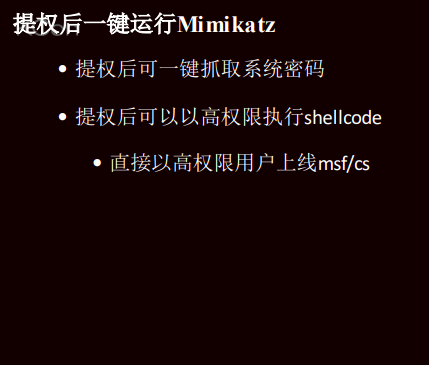 提权后一键运行Mimikatz
• 提权后可一键抓取系统密码
• 提权后可以以高权限执行shellcode
• 直接以高权限用户上线msf/cs